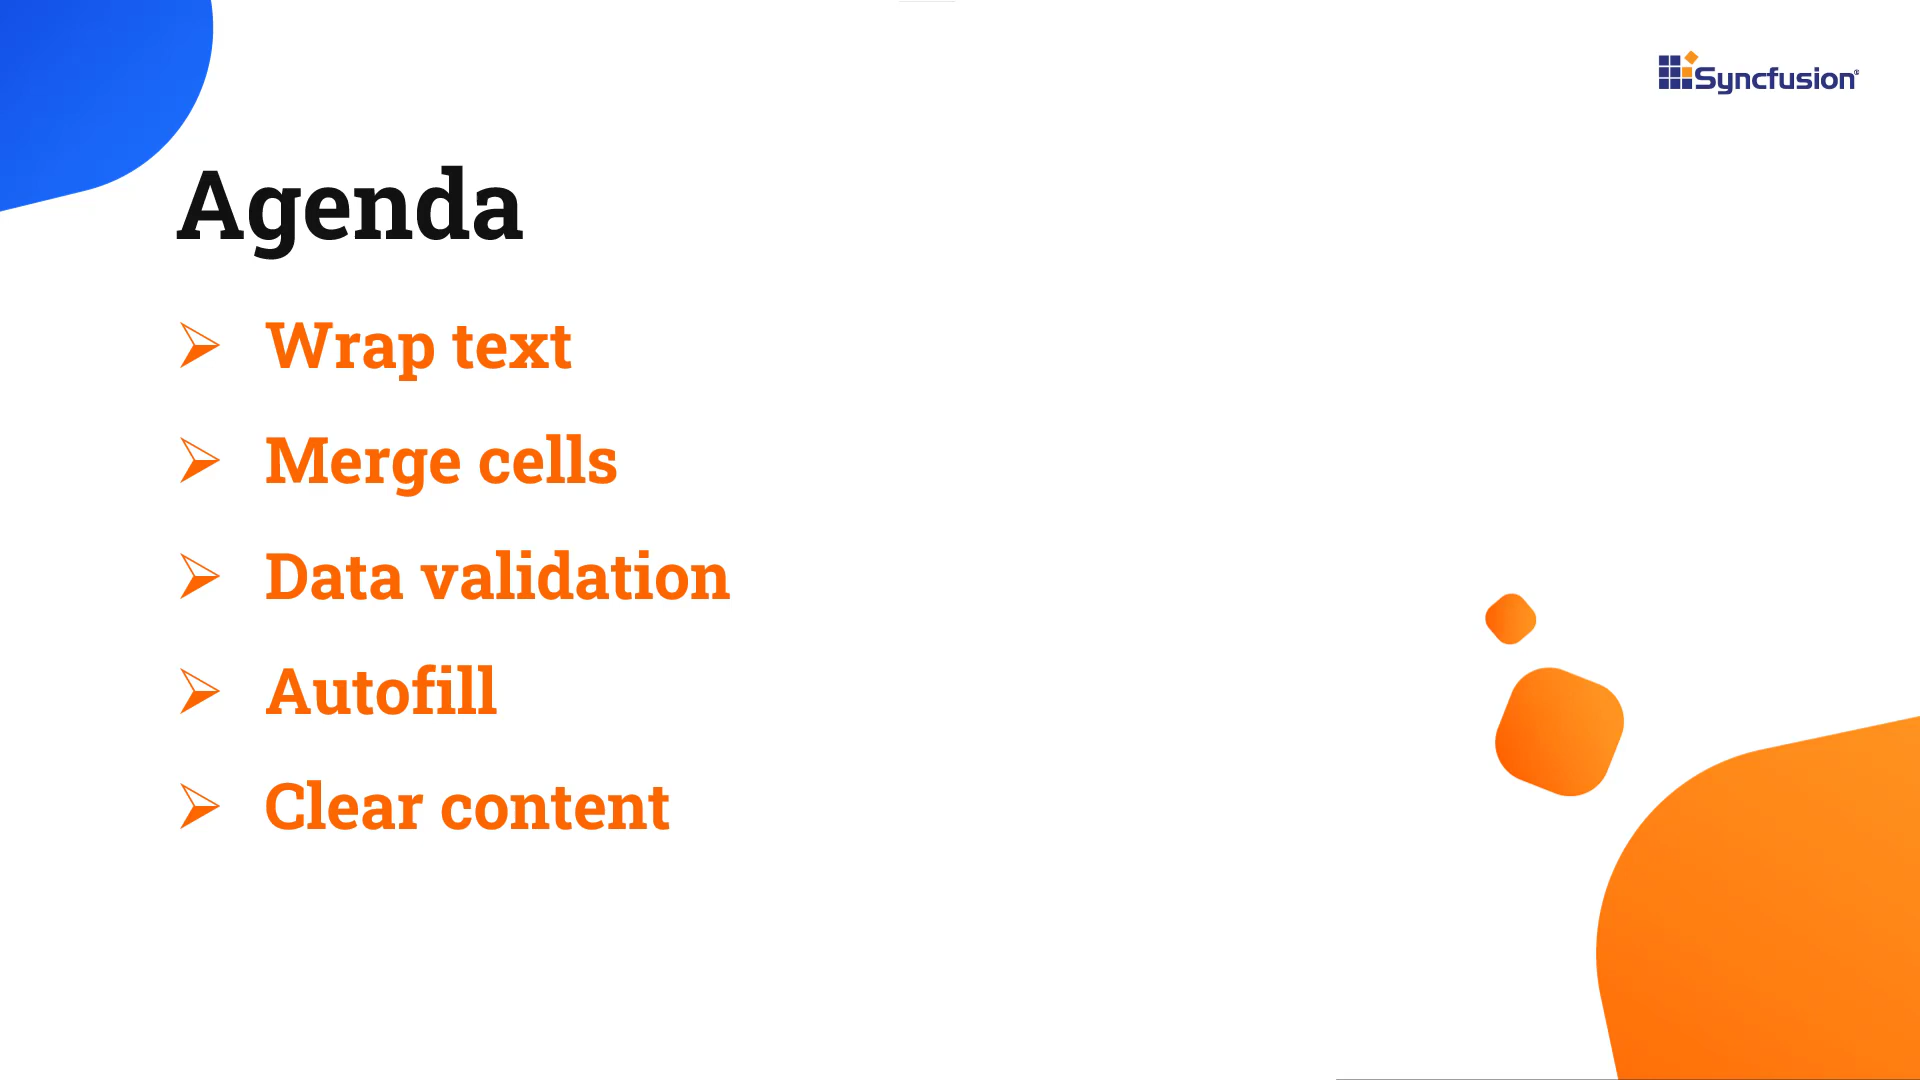 Syncfusion®
Agenda
➢ Wrap text
➢ Merge cells
➢ Data validation
➢ Autofill
➢ Clear content